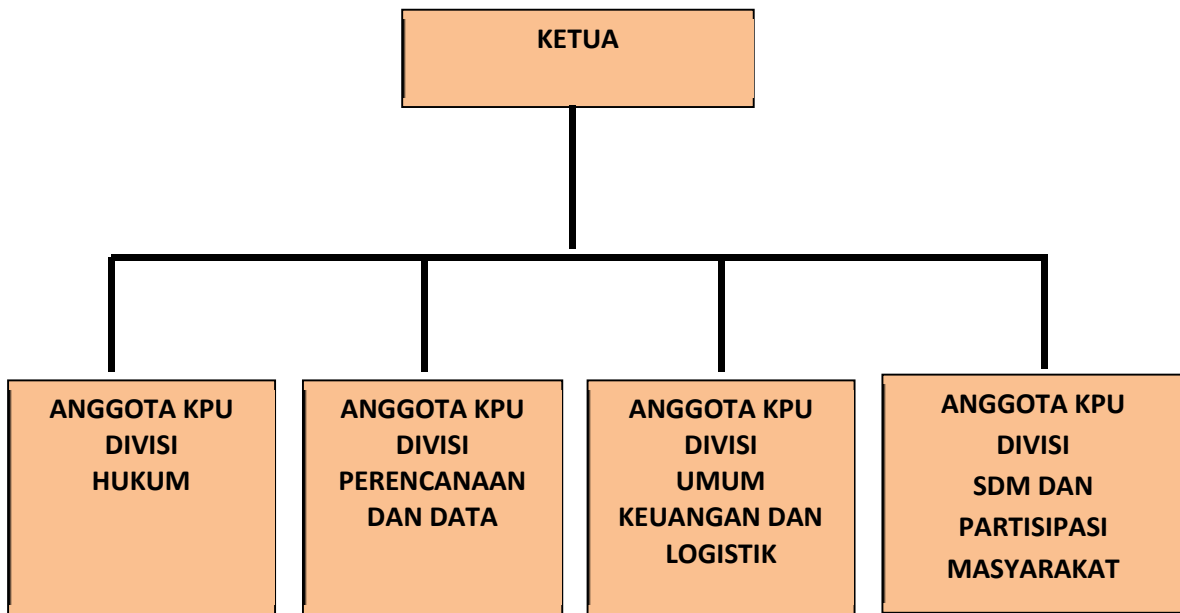 KETUA
ANGGOTA KPU
DIVISI
HUKUM
ANGGOTA KPU
DIVISI
PERENCANAAN
DAN DATA
ANGGOTA KPU
DIVISI
UMUM
KEUANGAN DAN
LOGISTIK
ANGGOTA KPU
DIVISI
SDM DAN
PARTISIPASI
MASYARAKAT